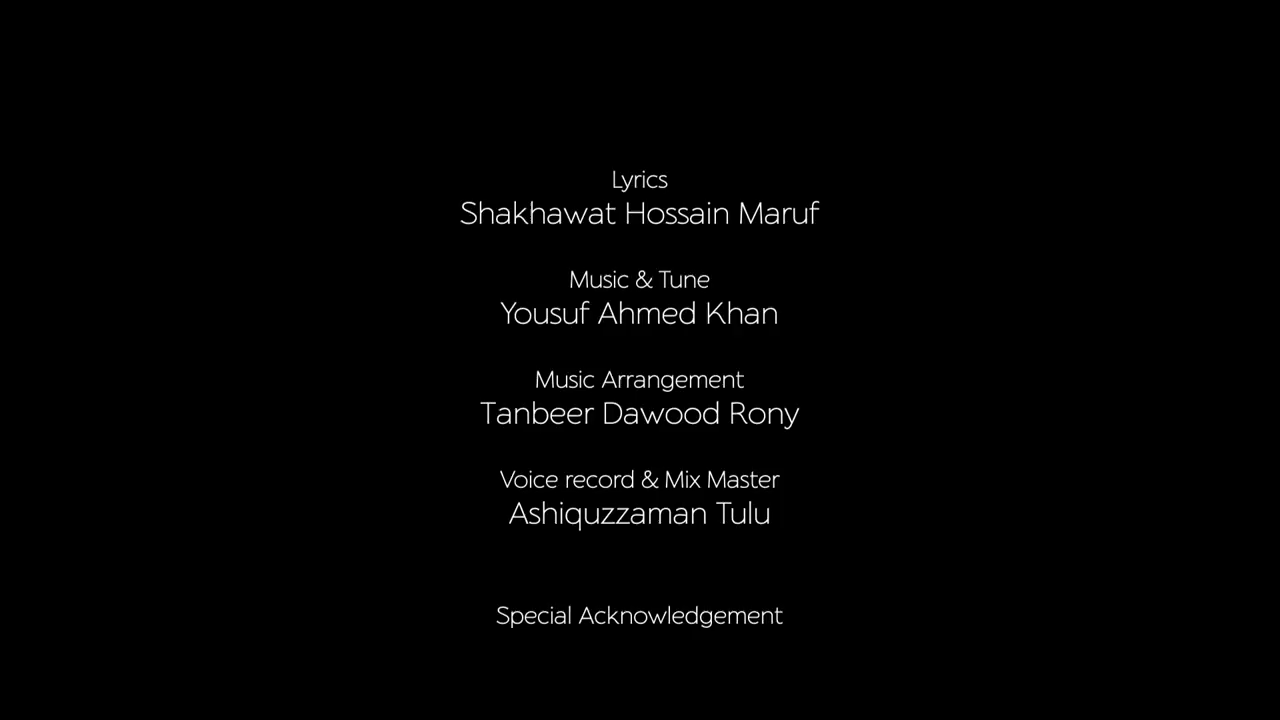 Lyrics
Shakhawat Hossain Maruf
Music & Tune
Yousuf Ahmed Khan
Music Arrangement
Tanbeer Dawood Rony
Voice record & Mix Master
Ashiquzzaman Tulu
Special Acknowledgement